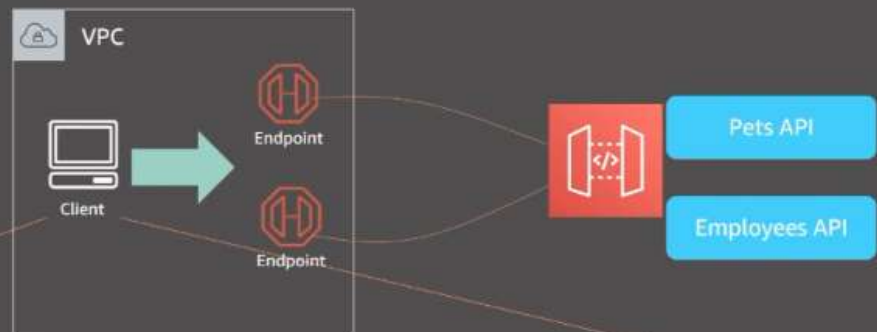 VPC
Endpoint
Client
Endpoint
</>
Pets API
Employees API